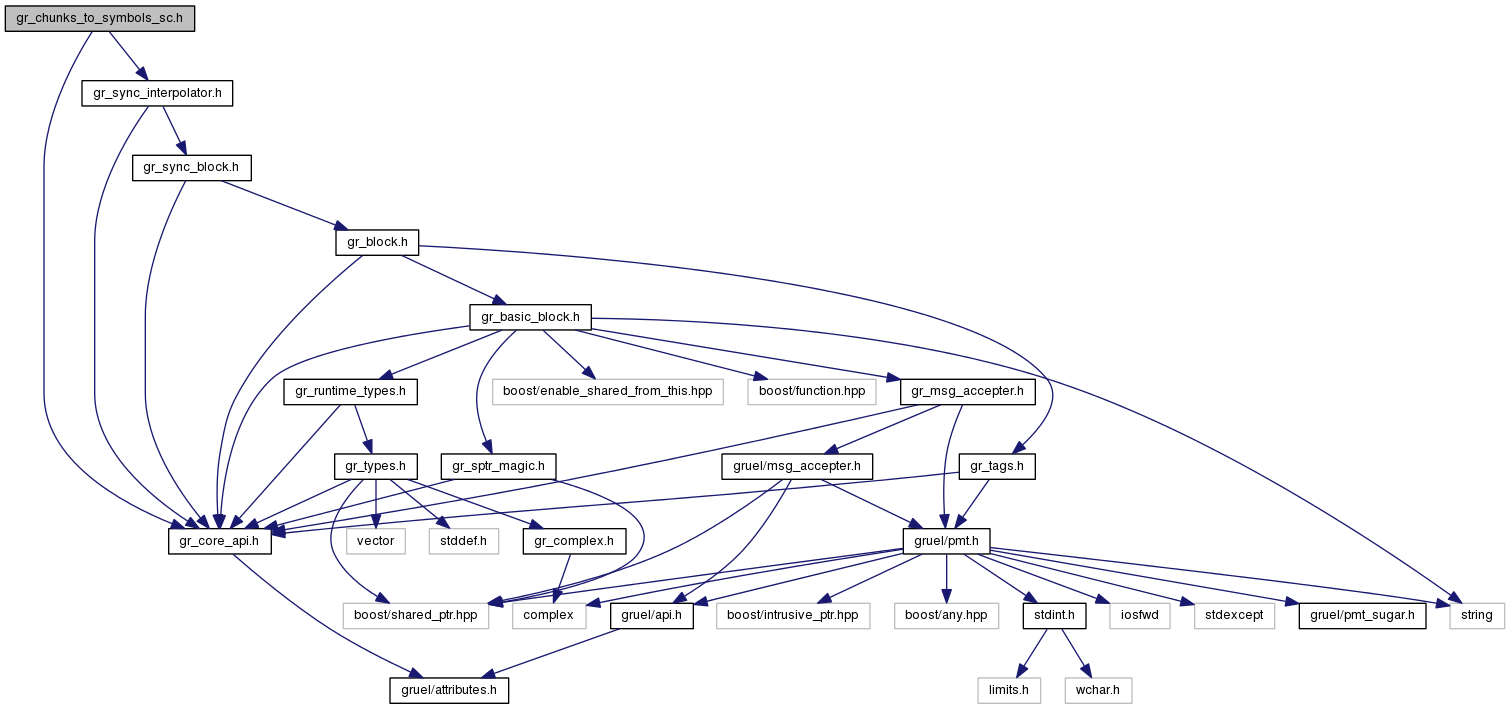 gr_chunks_to_symbols_sc.h
gr_sync_interpolator.h
gr_sync_block.h
gr_block.h
gr_basic_block.h
gr_runtime_types.h
boost/enable_shared_from_this.hpp
boost/function.hpp
gr_msg_accepter.h
gr_types.h
gr_sptr_magic.h
gruel/msg_accepter.h
gr_tags.h
gr_core_api.h
vector
stddef.h
gr_complex.h
gruel/pmt.h
boost/shared_ptr.hpp
complex
gruel/api.h
boost/intrusive_ptr.hpp
boost/any.hpp
stdint.h
iosfwd
stdexcept
gruel/pmt_sugar.h
string
gruel/attributes.h
limits.h
wchar.h